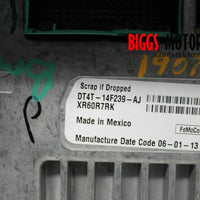 BIGGS MOTOR
Scrap if Dropped
DT4T-14F239-AJ
XR60R7RK
Made in Mexico
FoMoCo
Manufacture Date Code 06-01-13